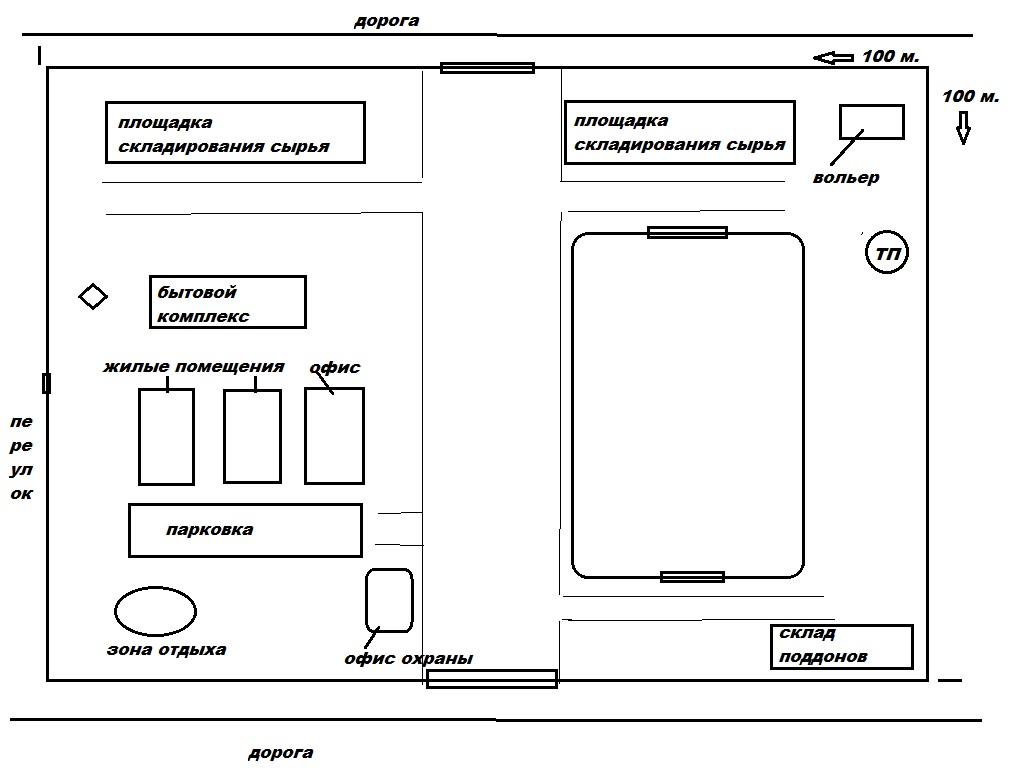 дорога
100 м.
100 м.
площадка
складирования сырья
площадка
складирования сырья
вольер
ТП
бытовой
комплекс
жилые помещения
офис
пе
ре
ул
ок
парковка
зона отдыха
офис охраны
склад
поддонов
дорога